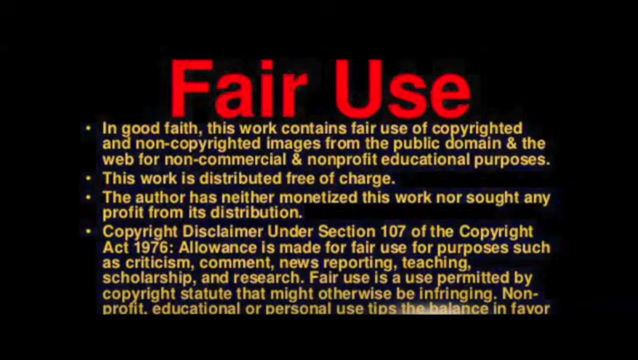 Fair Use
• In good faith, this work contains fair use of copyrighted
and non-copyrighted images from the public domain & the
web for non-commercial & nonprofit educational purposes.
• This work is distributed free of charge.
• The author has neither monetized this work nor sought any
profit from its distribution.
• Copyright Disclaimer Under Section 107 of the Copyright
Act 1976: Allowance is made for fair use for purposes such
as criticism, comment, news reporting, teaching,
scholarship, and research. Fair use is a use permitted by
copyright statute that might otherwise be infringing. Non-
profit, educational or personal use tips the balance in favor